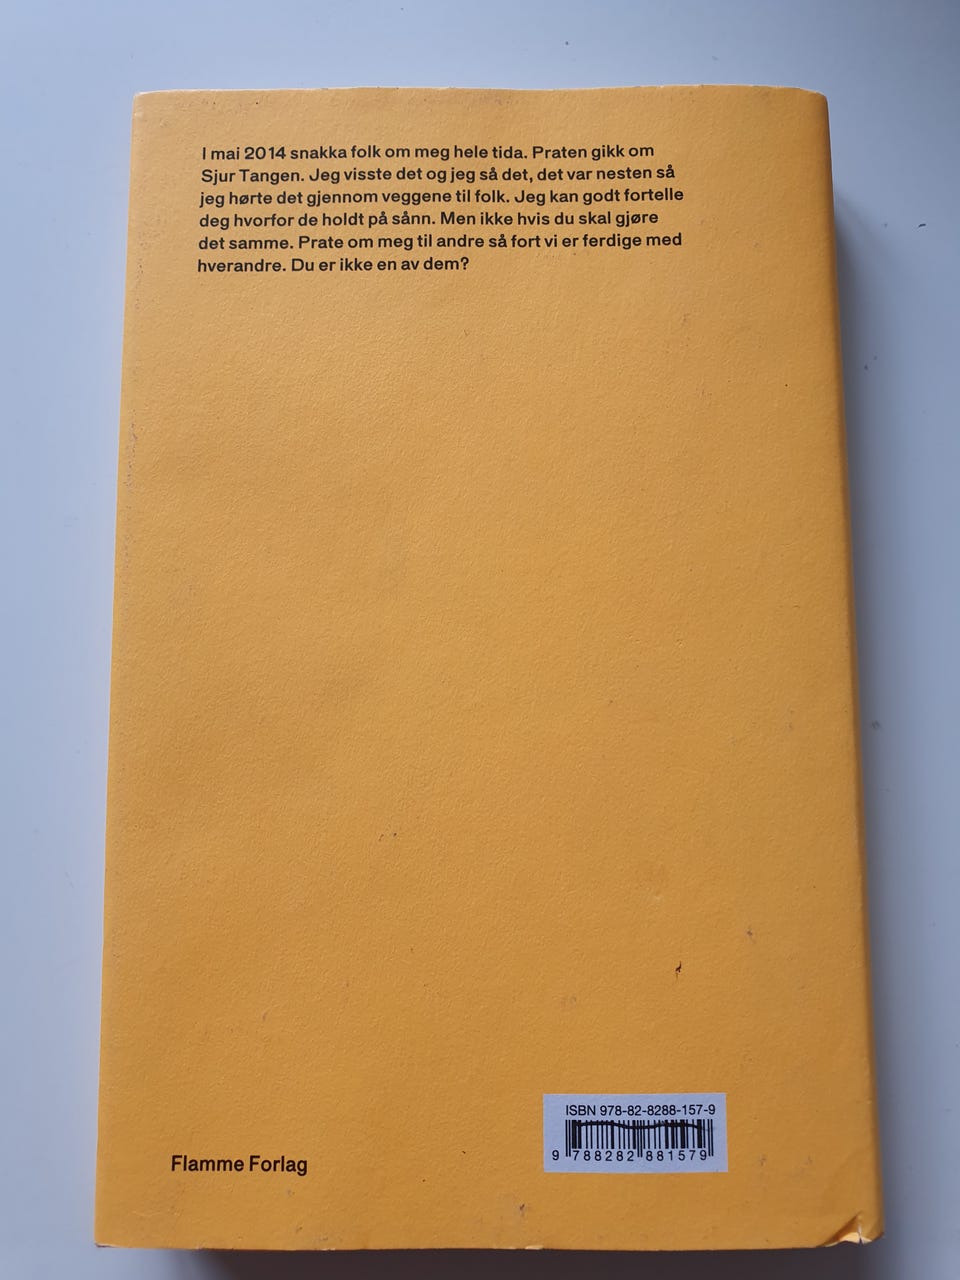 I mai 2014 snakka folk om meg hele tida. Praten gikk om
Sjur Tangen. Jeg visste det og jeg så det, det var nesten så
jeg hørte det gjennom veggene til folk. Jeg kan godt fortelle
deg hvorfor de holdt på sånn. Men ikke hvis du skal gjøre
det samme. Prate om meg til andre så fort vi er ferdige med
hverandre. Du er ikke en av dem?
ISBN 978-82-8288-157-9
9 788282 881579
Flamme Forlag